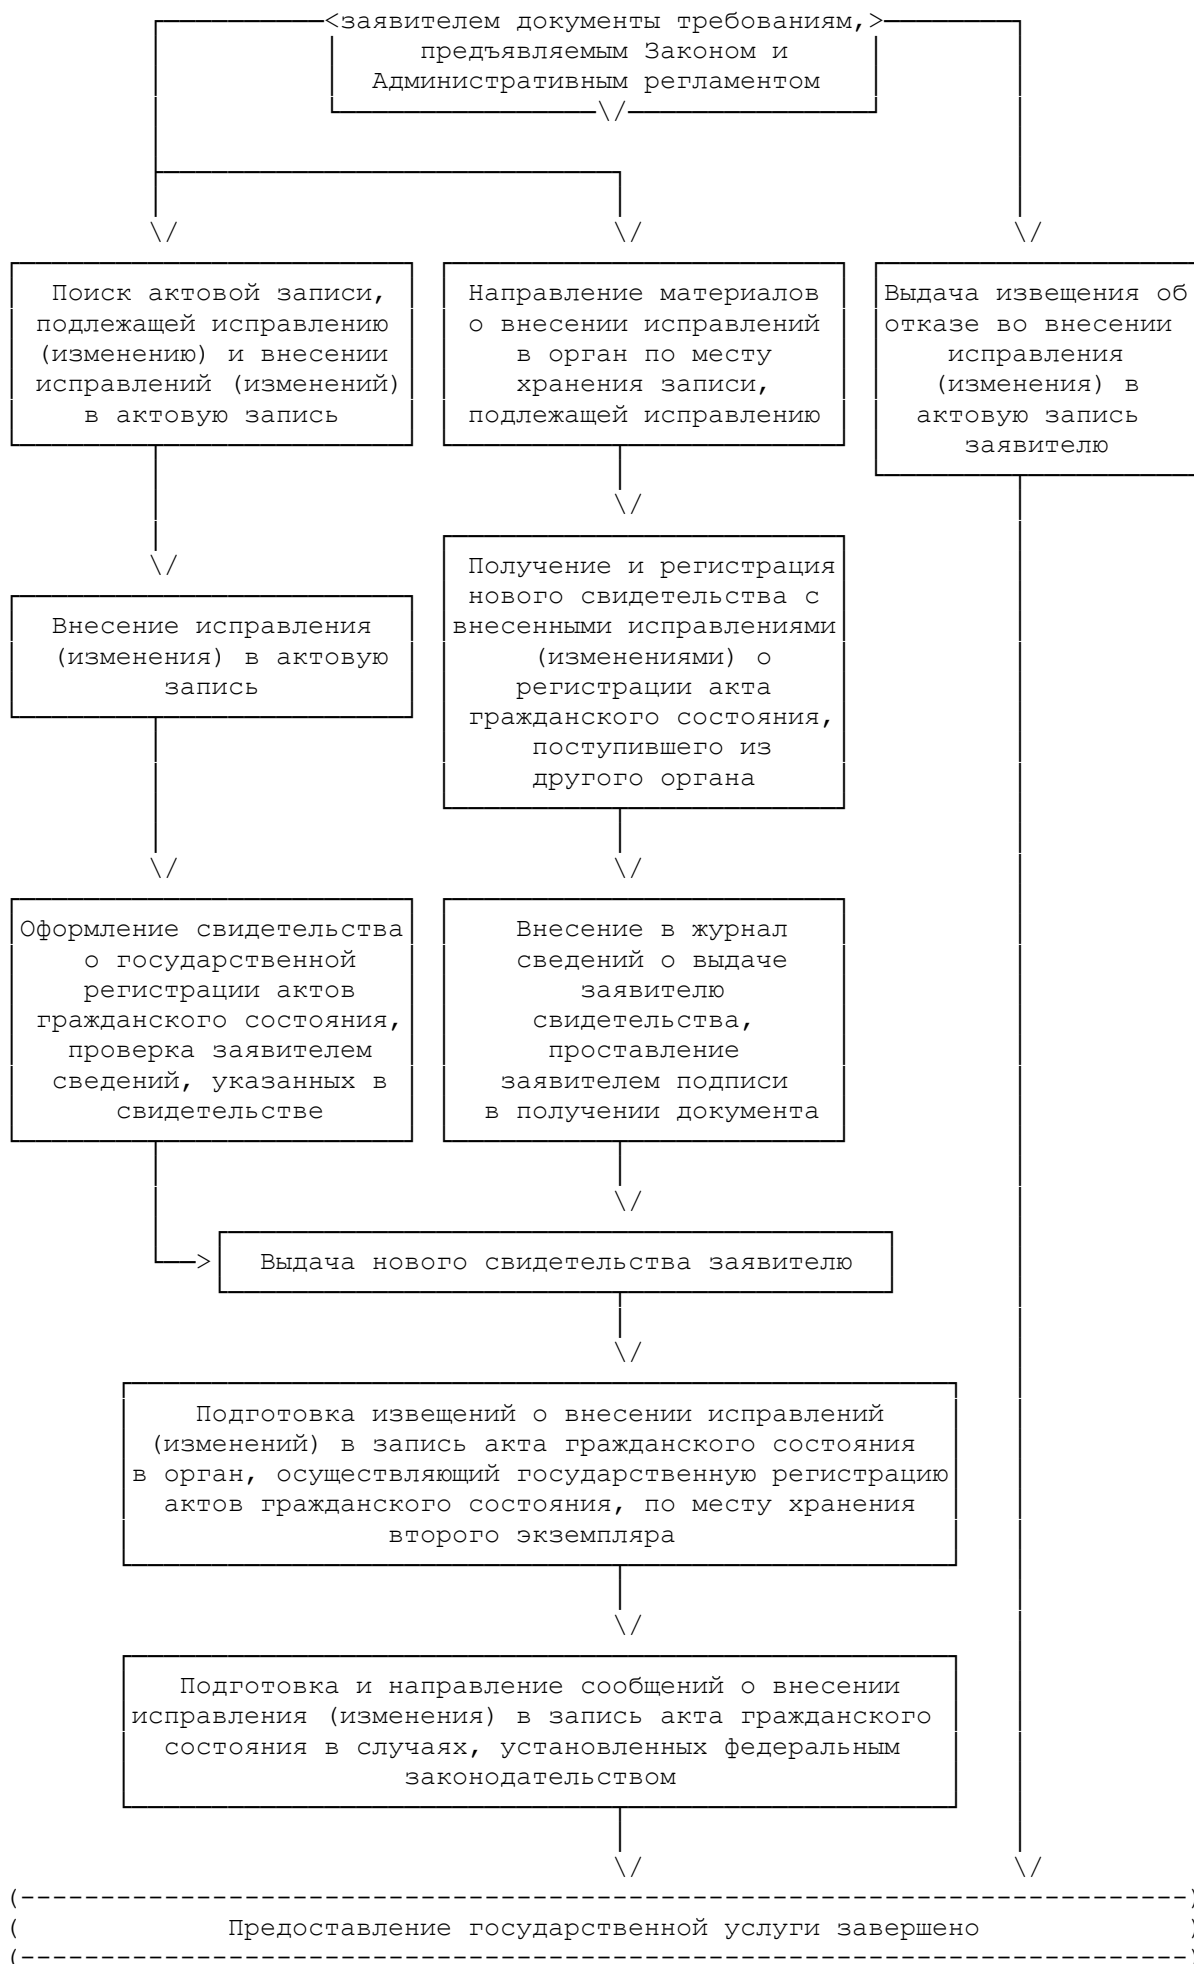 <заявителем документы требованиям,>
предъявляемым Законом и
Административным регламентом
Поиск актовой записи,
подлежащей исправлению
(изменению) и внесении
исправлений (изменений)
в актовую запись
Направление материалов
о внесении исправлений
в орган по месту
хранения записи,
подлежащей исправлению
Выдача извещения об
отказе во внесении
исправления
(изменения) в
актовую запись
заявителю
Внесение исправления
(изменения) в актовую
запись
Получение и регистрация
нового свидетельства с
внесенными исправлениями
(изменениями) о
регистрации акта
гражданского состояния,
поступившего из
другого органа
Оформление свидетельства
о государственной
регистрации актов
гражданского состояния,
проверка заявителем
сведений, указанных в
свидетельстве
Внесение в журнал
сведений о выдаче
заявителю
свидетельства,
проставление
заявителем подписи
в получении документа
Выдача нового свидетельства заявителю
Подготовка извещений о внесении исправлений
(изменений) в запись акта гражданского состояния
в орган, осуществляющий государственную регистрацию
актов гражданского состояния, по месту хранения
второго экземпляра
Подготовка и направление сообщений о внесении
исправления (изменения) в запись акта гражданского
состояния в случаях, установленных федеральным
законодательством
Предоставление государственной услуги завершено